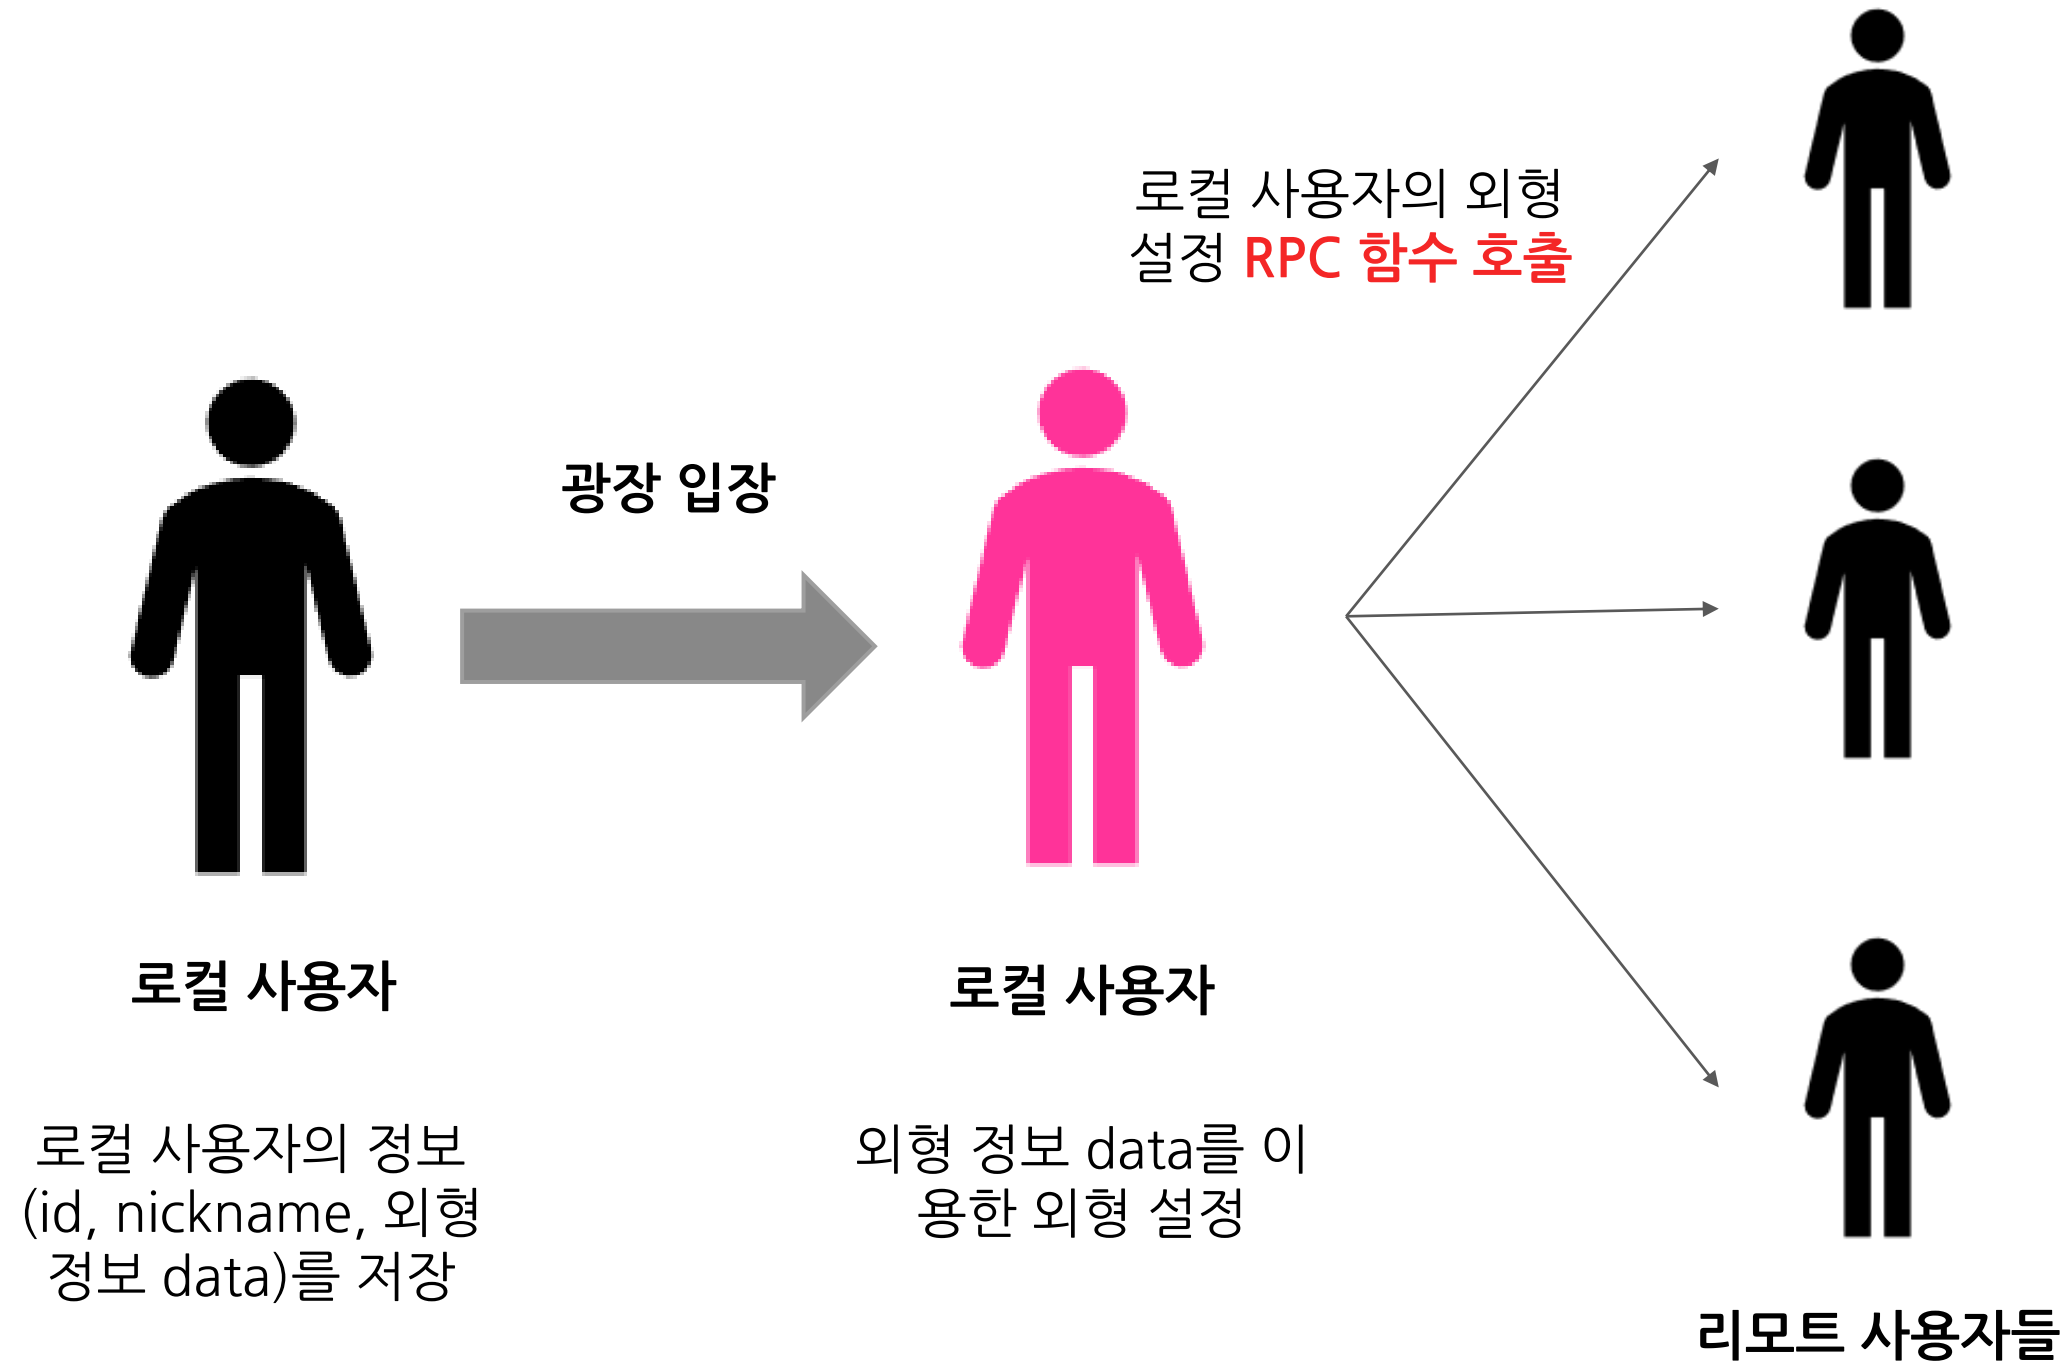 로컬 사용자의 외형
설정 RPC 함수 호출
광장 입장
로컬 사용자
로컬 사용자의 정보
(id, nickname, 외형
정보 data)를 저장
로컬 사용자
외형 정보 data를 이
용한 외형 설정
리모트 사용자들